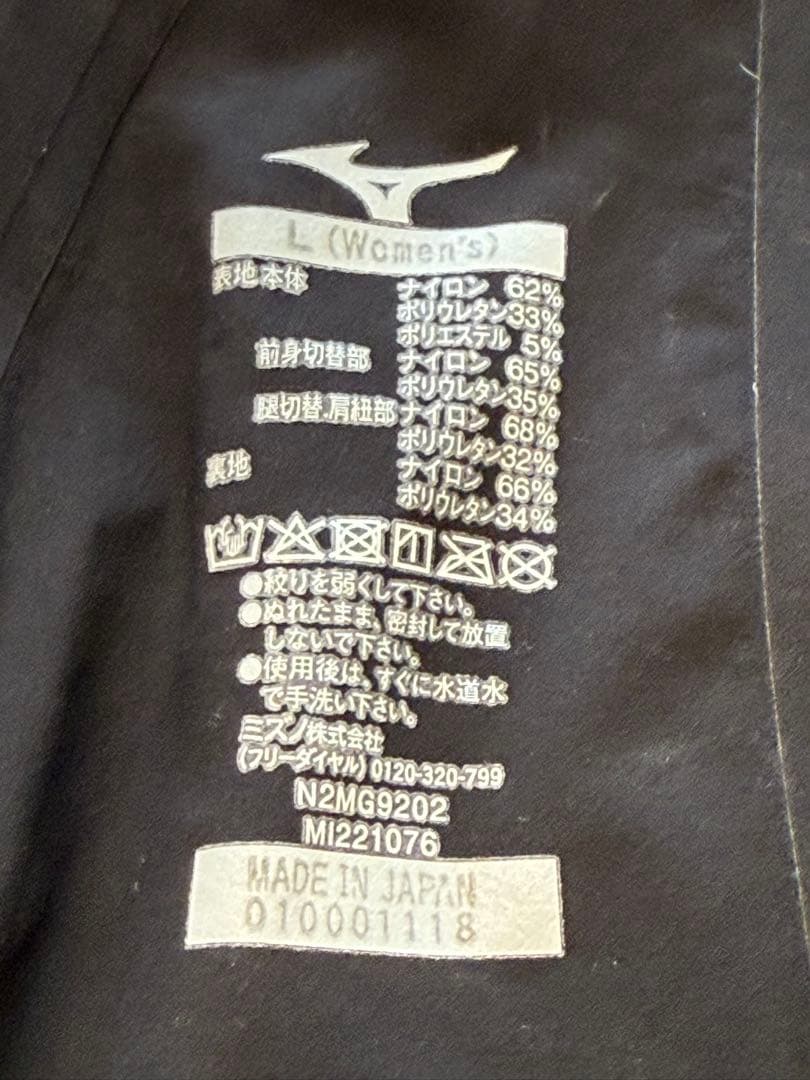 L (Women's)
表地 本体 ナイロン 62%
ポリウレタン33%
ポリエステル 5%
前身切替部 ナイロン 65%
ポリウレタン35%
腿切替.肩紐部 ナイロン 68%
ポリウレタン32%
裏地 ナイロン 66%
ポリウレタン34%
●絞りを弱くして下さい。
●ぬれたまま、密封して放置
しないで下さい。
●使用後は、すぐに水道水
で手洗い下さい。
ミズノ株式会社
(フリーダイヤル) 0120-320-799
N2MG9202
MI221076
MADE IN JAPAN
010001118